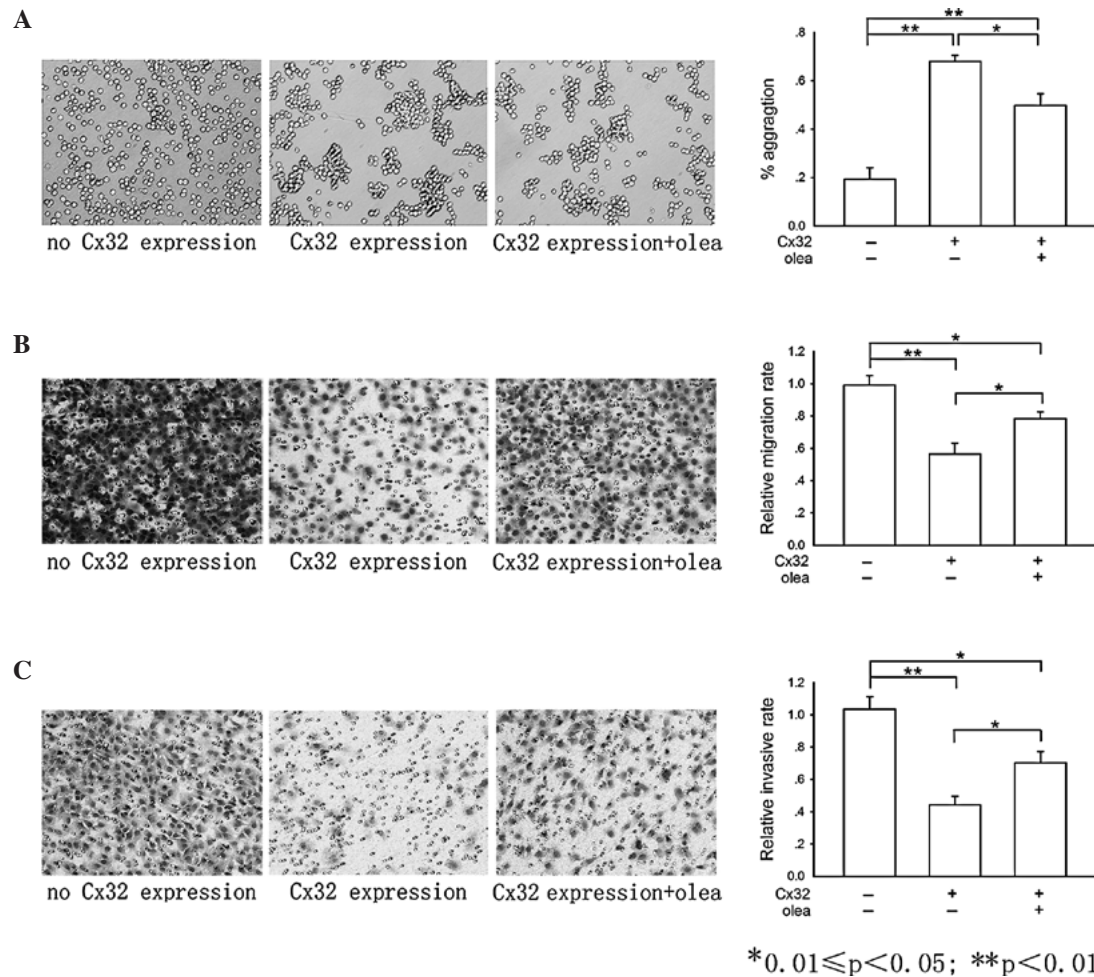 A
no Cx32 expression
Cx32 expression
Cx32 expression+olea
% aggragtion
.8
.6
.4
.2
0.0
**
**
*
Cx32 – + +
olea – – +
B
no Cx32 expression
Cx32 expression
Cx32 expression+olea
Relative migration rate
1.2
1.0
.8
.6
.4
.2
0.0
*
**
*
Cx32 – + +
olea – – +
C
no Cx32 expression
Cx32 expression
Cx32 expression+olea
Relative invasive rate
1.2
1.0
.8
.6
.4
.2
0.0
*
**
*
Cx32 – + +
olea – – +
*0.01≤p<0.05; **p<0.01